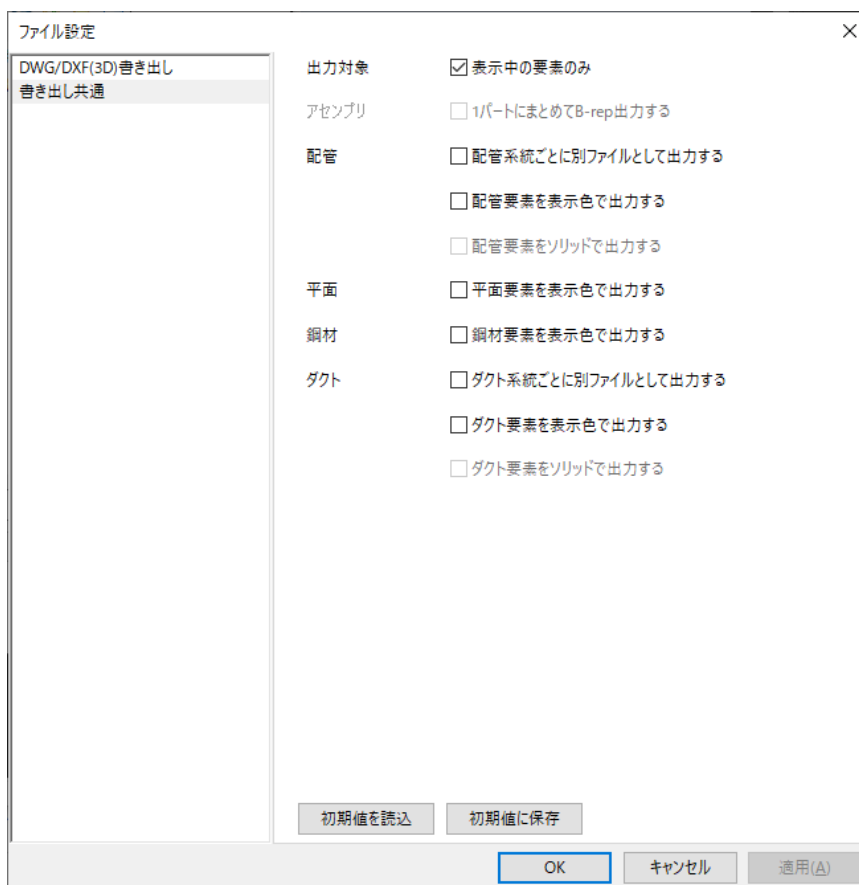 ファイル設定
DWG/DXF(3D)書き出し
書き出し共通
出力対象 表示中の要素のみ
アセンブリ 1パートにまとめてB-rep出力する
配管 配管系統ごとに別ファイルとして出力する
配管要素を表示色で出力する
配管要素をソリッドで出力する
平面 平面要素を表示色で出力する
鋼材 鋼材要素を表示色で出力する
ダクト ダクト系統ごとに別ファイルとして出力する
ダクト要素を表示色で出力する
ダクト要素をソリッドで出力する
初期値を読込 初期値に保存
OK キャンセル 適用(A)